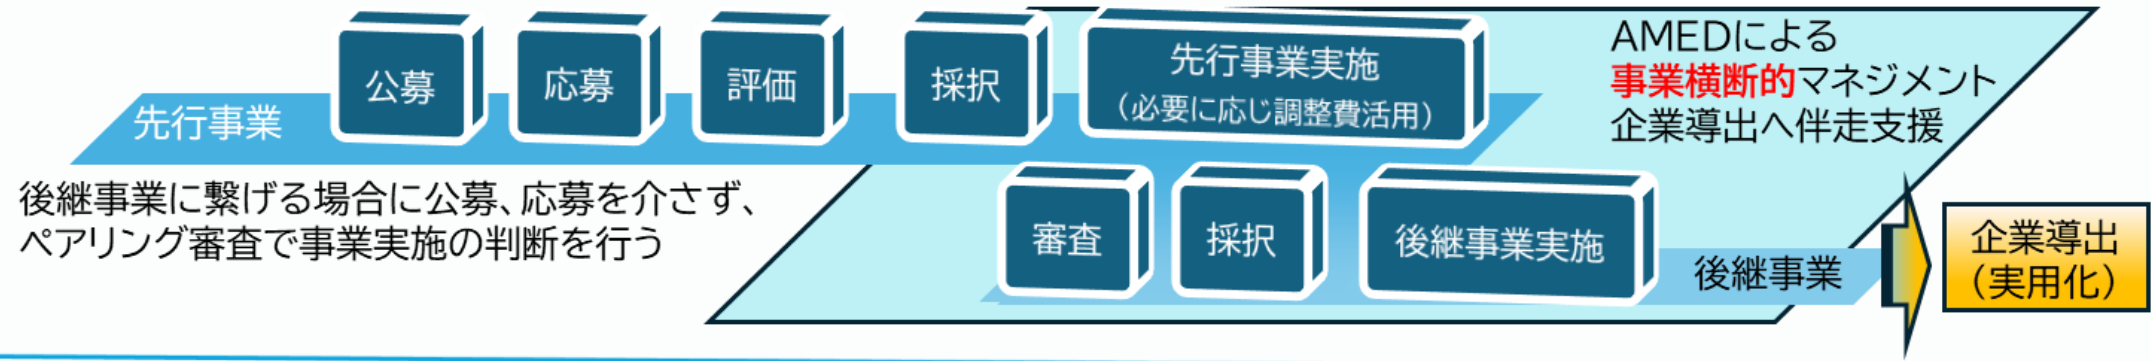 先行事業
公募
応募
評価
採択
先行事業実施
（必要に応じ調整費活用）
AMEDによる
事業横断的マネジメント
企業導出へ伴走支援
後継事業に繋げる場合に公募、応募を介さず、
ペアリング審査で事業実施の判断を行う
審査
採択
後継事業実施
後継事業
企業導出
（実用化）